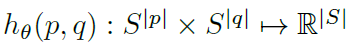 h_θ(p, q) : S^{|p|} × S^{|q|} ↦ ℝ^{|S|}